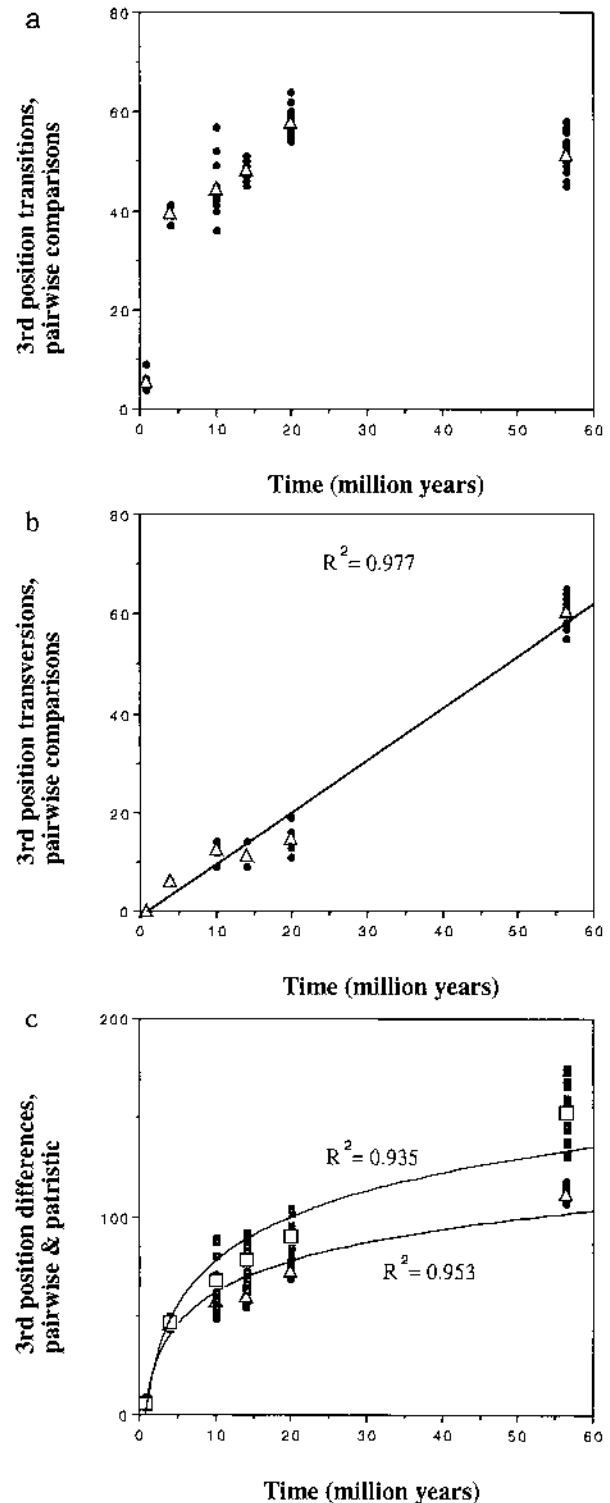 a
80
60
40
20
0
3rd position transitions,
pairwise comparisons
0 10 20 30 40 50 60
Time (million years)
b
80
60
40
20
0
3rd position transversions,
pairwise comparisons
R² = 0.977
0 10 20 30 40 50 60
Time (million years)
c
200
100
0
3rd position differences,
pairwise & patristic
R² = 0.935
R² = 0.953
0 10 20 30 40 50 60
Time (million years)